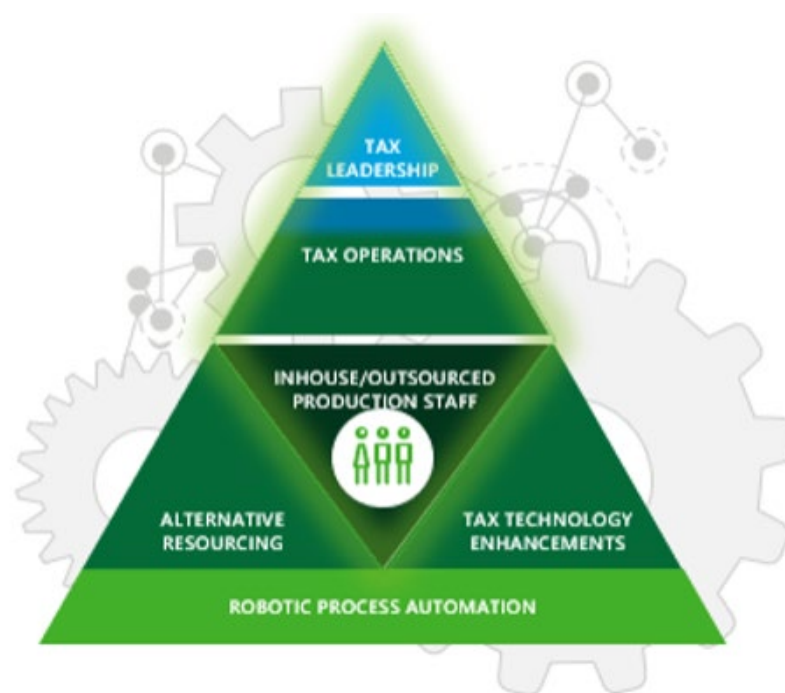 TAX
LEADERSHIP
TAX OPERATIONS
INHOUSE/OUTSOURCED
PRODUCTION STAFF
ALTERNATIVE
RESOURCING
TAX TECHNOLOGY
ENHANCEMENTS
ROBOTIC PROCESS AUTOMATION